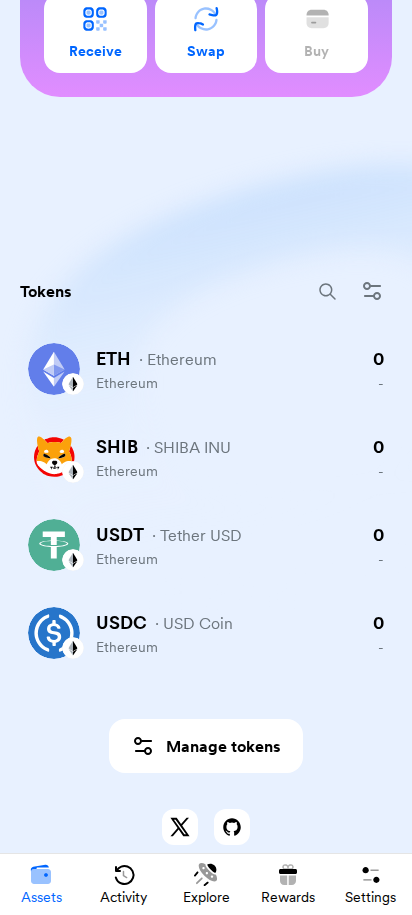 Receive
Swap
Buy
Tokens
ETH · Ethereum
0
Ethereum
-
SHIB · SHIBA INU
0
Ethereum
-
USDT · Tether USD
0
Ethereum
-
USDC · USD Coin
0
Ethereum
-
Manage tokens
Assets
Activity
Explore
Rewards
Settings